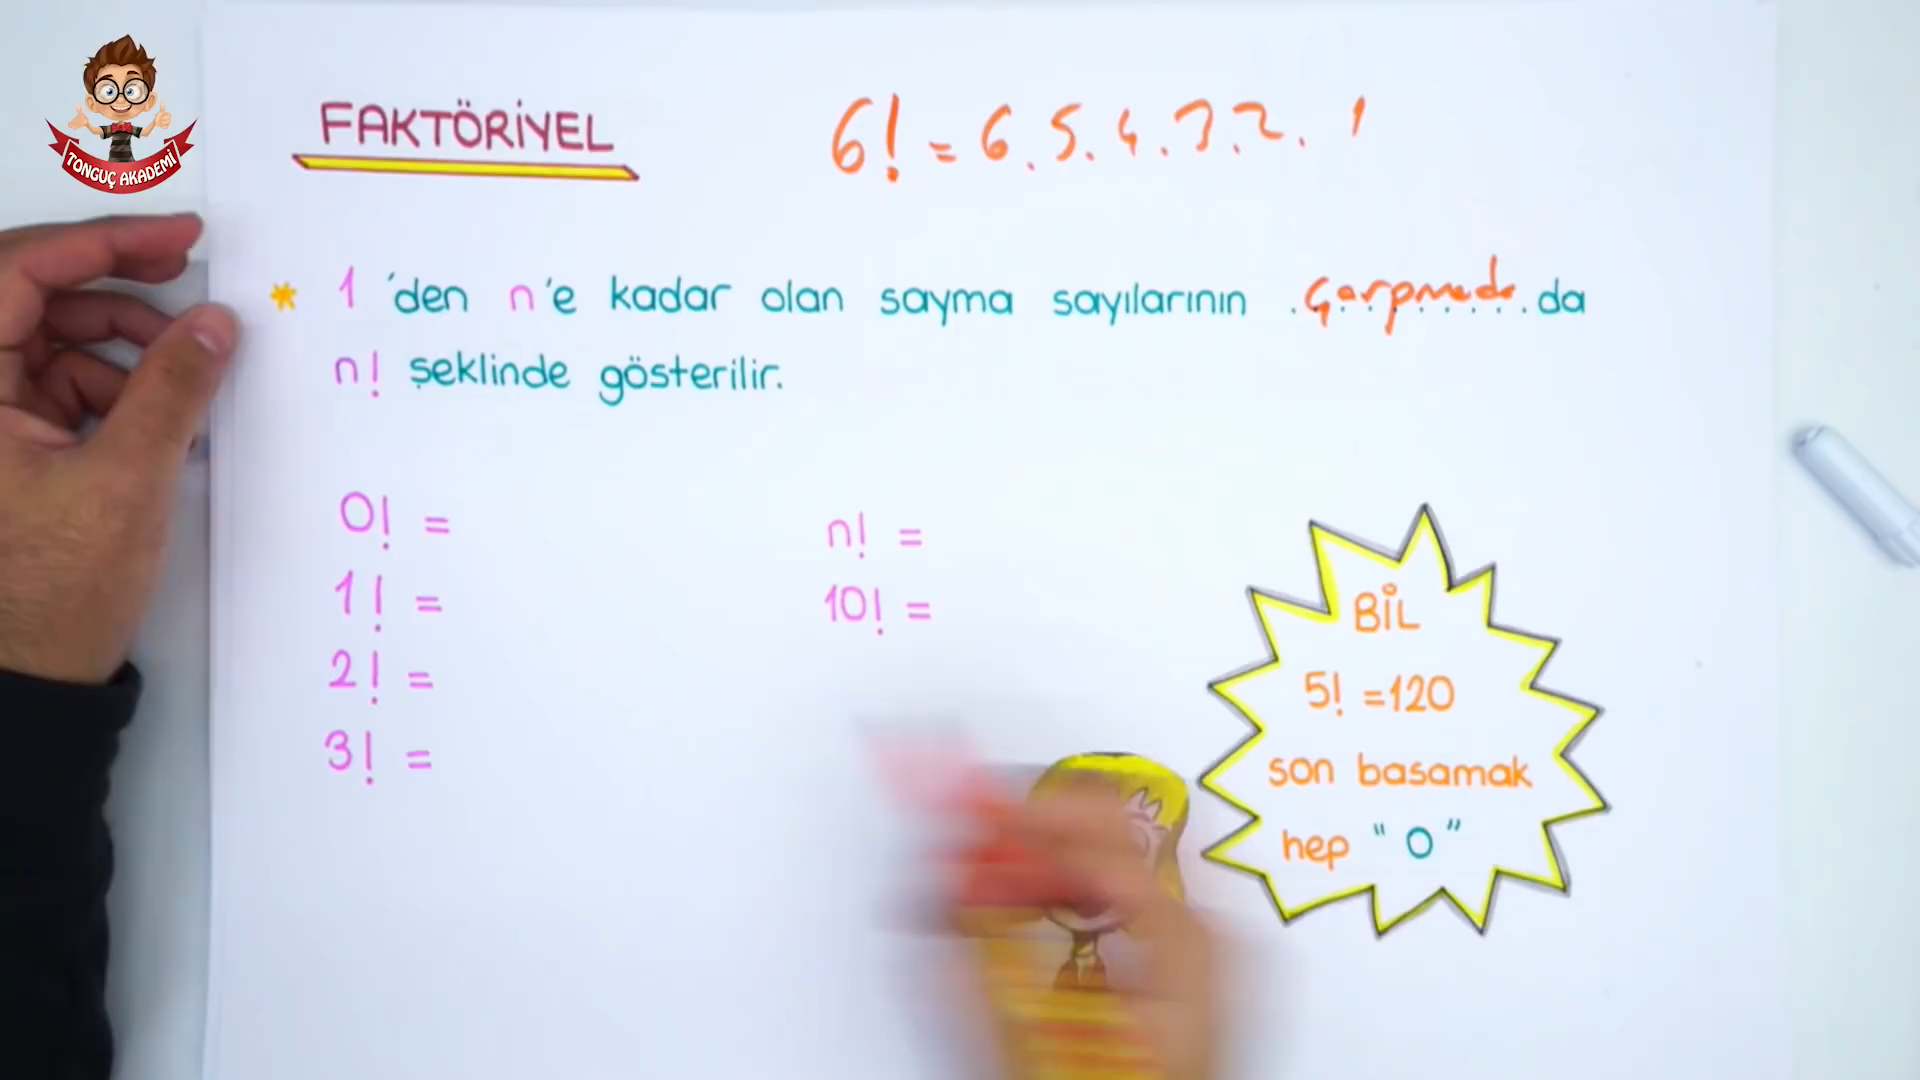 TONGUÇ AKADEMİ
FAKTÖRİYEL
6! = 6.5.4.3.2.1
* 1'den n'e kadar olan sayma sayılarının .Çarpmada.da
n! şeklinde gösterilir.
0! =
1! =
2! =
3! =
n! =
10! =
BİL
5! =120
son basamak
hep "0"